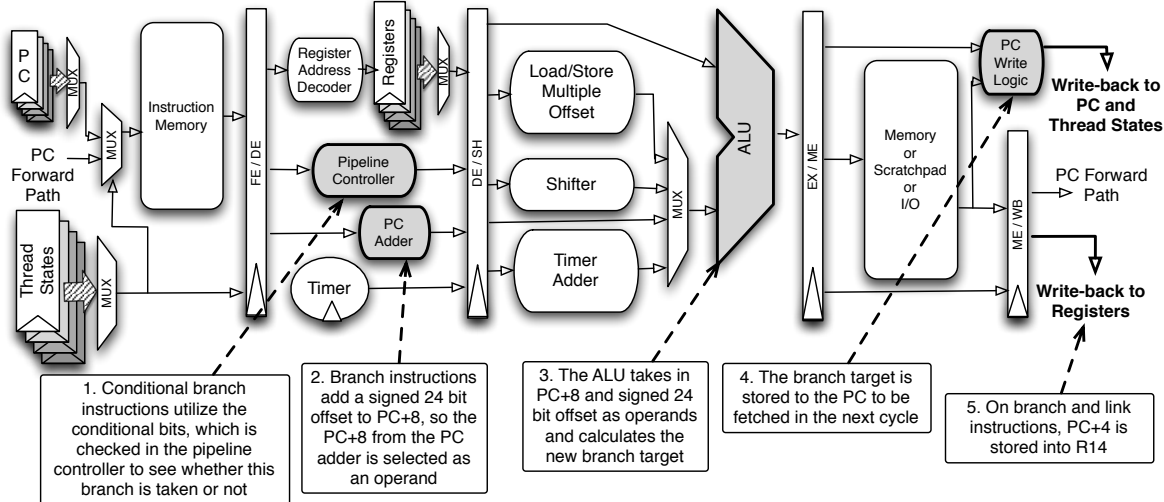 PC
MUX
PC
Forward
Path
MUX
Thread
States
MUX
Instruction
Memory
FE / DE
Register
Address
Decoder
Registers
MUX
Pipeline
Controller
PC
Adder
Timer
DE / SH
Load/Store
Multiple
Offset
Shifter
Timer
Adder
MUX
ALU
EX / ME
Memory
or
Scratchpad
or
I/O
PC
Write
Logic
Write-back to
PC and
Thread States
ME / WB
PC Forward
Path
Write-back to
Registers
1. Conditional branch
instructions utilize the
conditional bits, which is
checked in the pipeline
controller to see whether this
branch is taken or not
2. Branch instructions
add a signed 24 bit
offset to PC+8, so the
PC+8 from the PC
adder is selected as
an operand
3. The ALU takes in
PC+8 and signed 24
bit offset as operands
and calculates the
new branch target
4. The branch target is
stored to the PC to be
fetched in the next cycle
5. On branch and link
instructions, PC+4 is
stored into R14